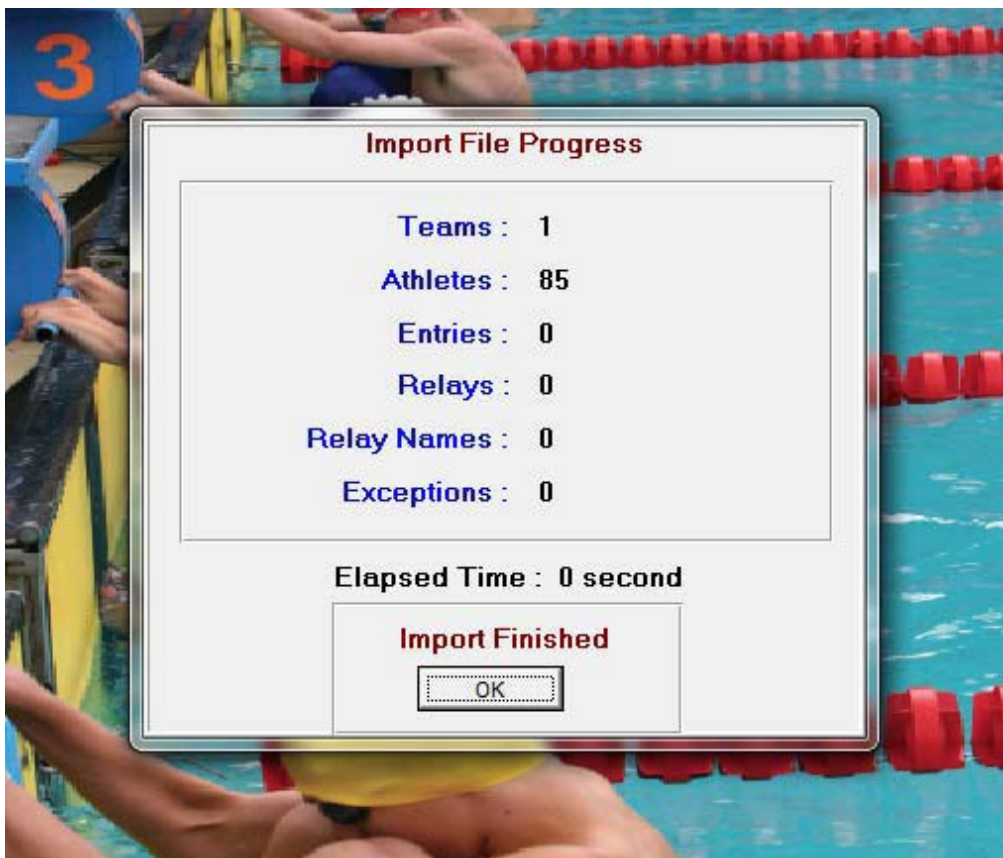 3
Import File Progress
Teams : 1
Athletes : 85
Entries : 0
Relays : 0
Relay Names : 0
Exceptions : 0
Elapsed Time : 0 second
Import Finished
OK